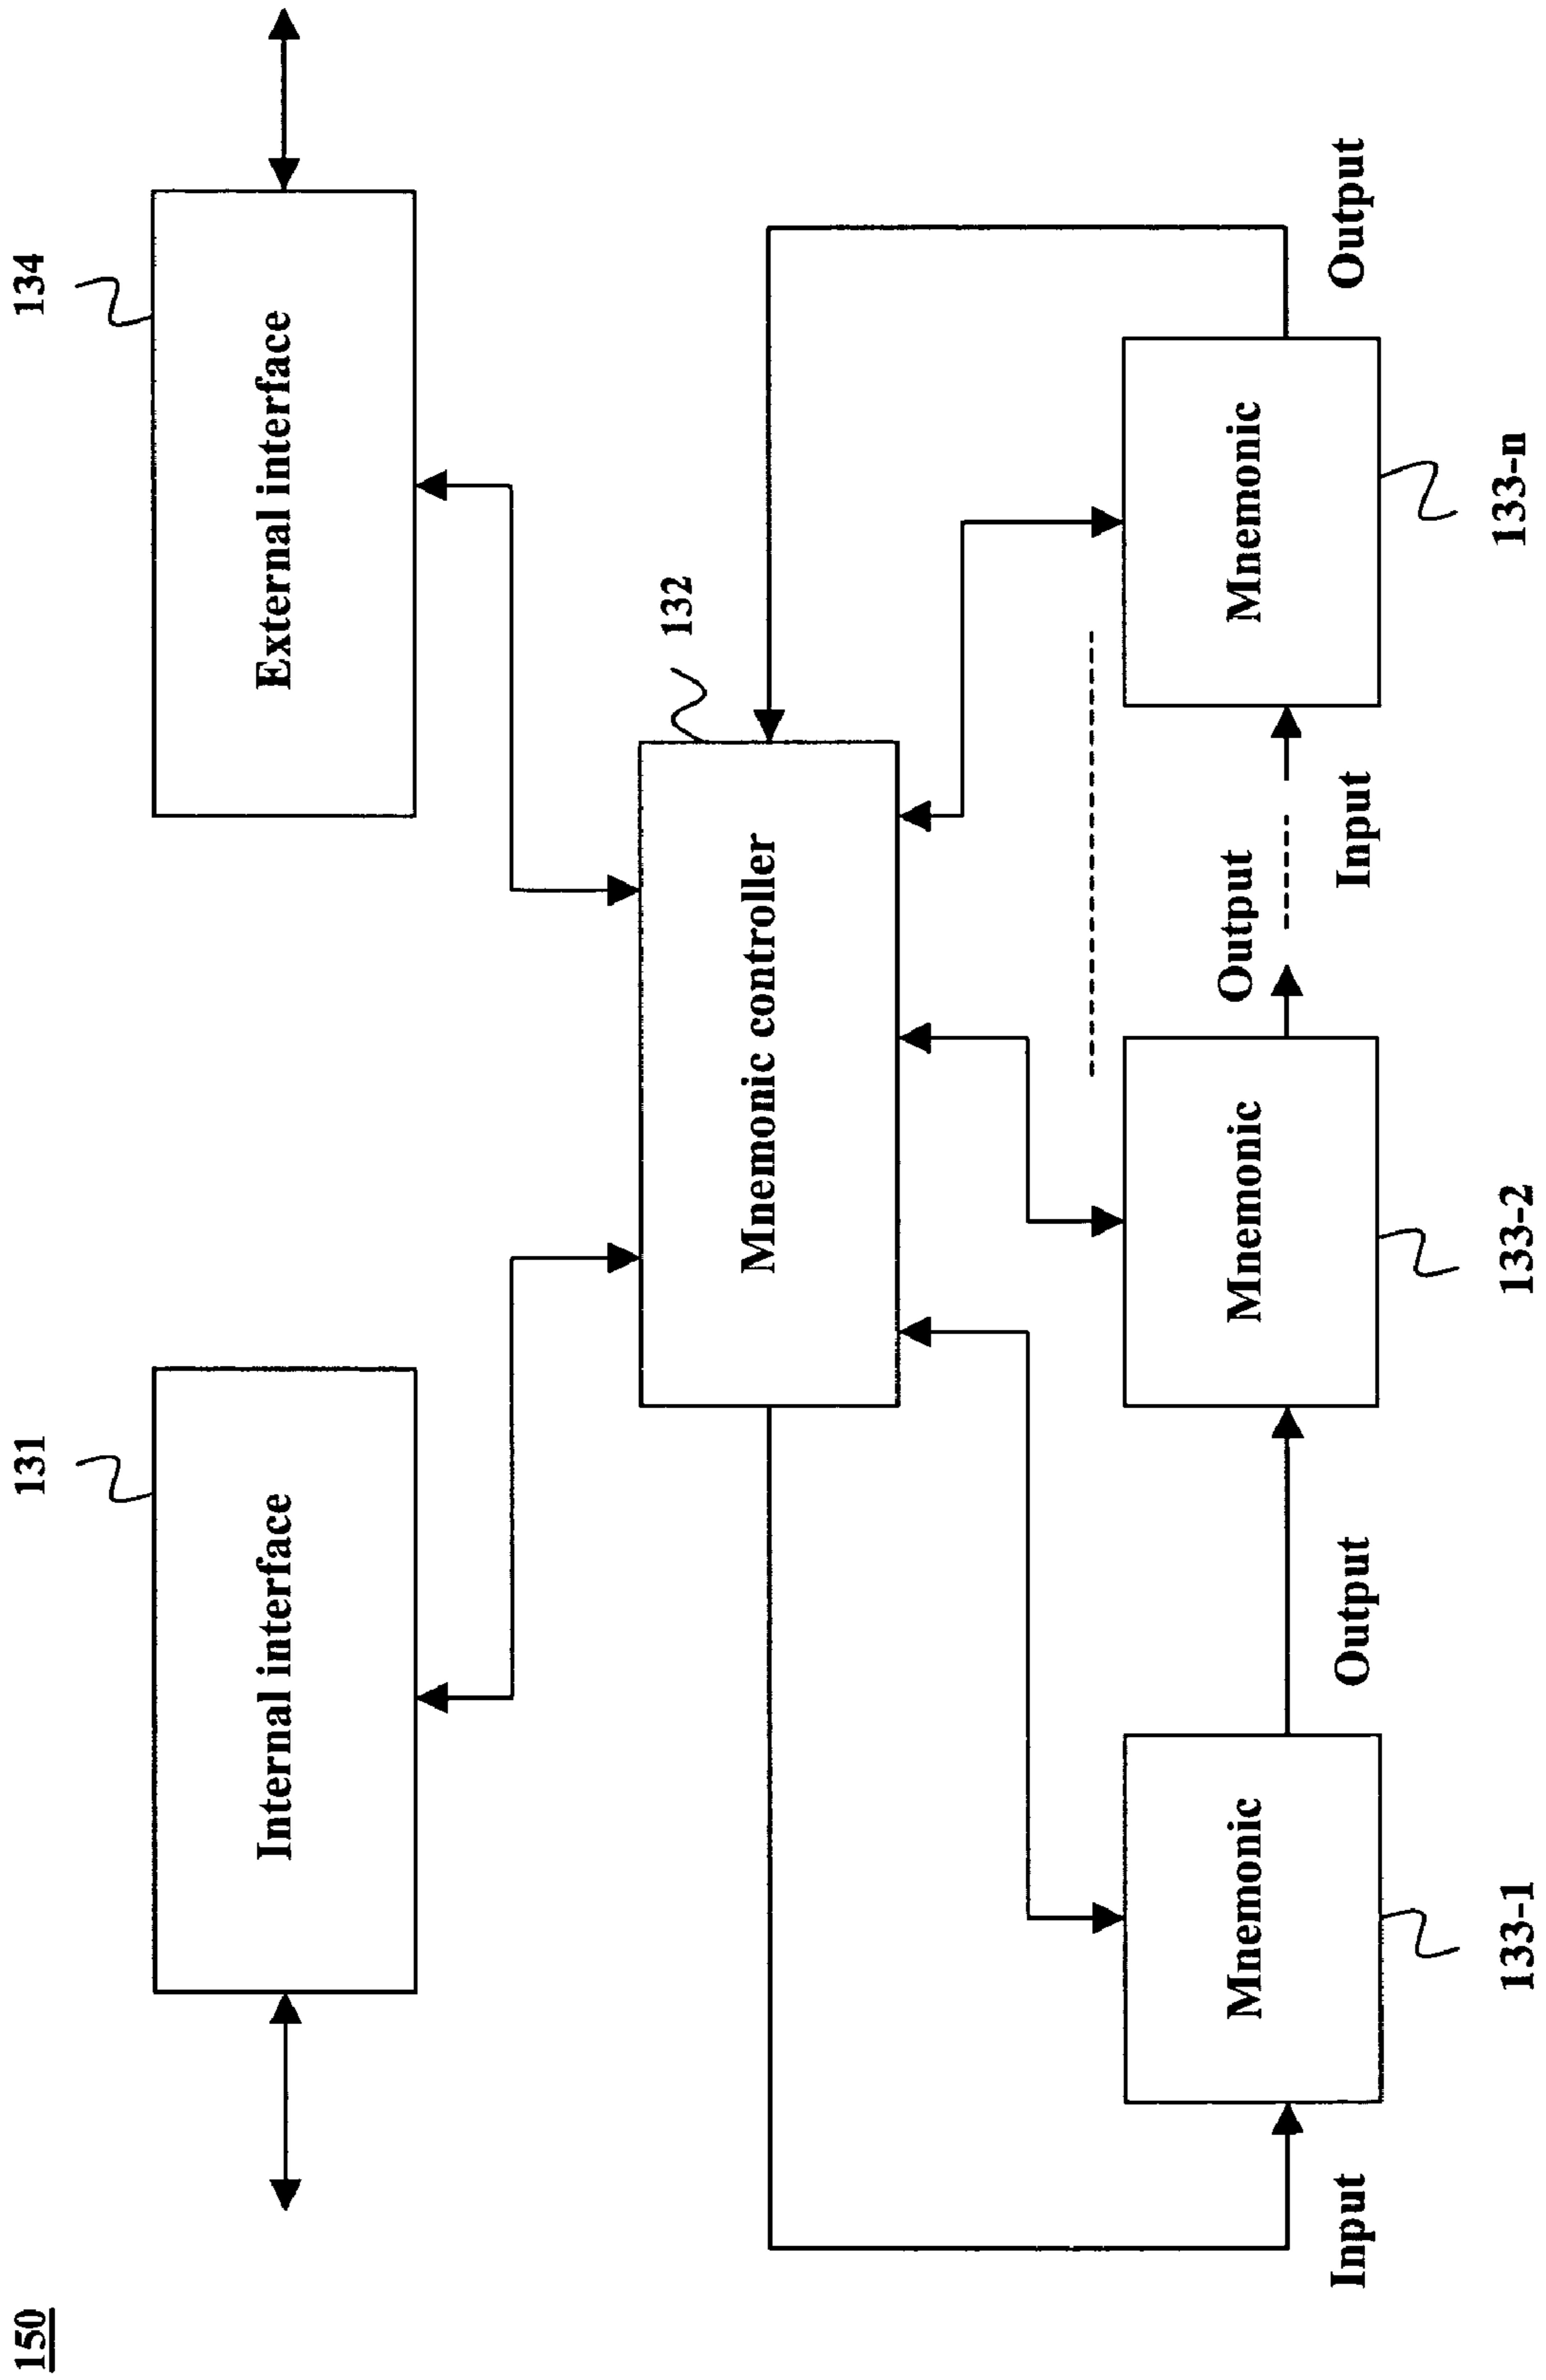 150
131
134
Internal interface
External interface
132
Mnemonic controller
Mnemonic
Mnemonic
Mnemonic
Output
Input
Output
Input
Output
133-1
133-2
133-n